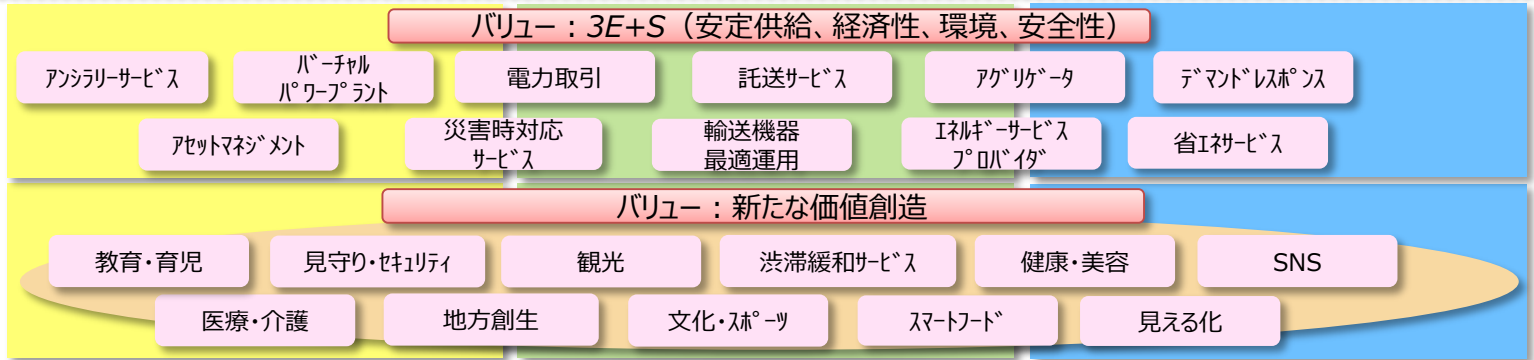 バリュー：3E+S（安定供給、経済性、環境、安全性）
ｱﾝｼﾗﾘｰｻｰﾋﾞｽ
ﾊﾞｰﾁｬﾙ
ﾊﾟﾜｰﾌﾟﾗﾝﾄ
電力取引
託送ｻｰﾋﾞｽ
ｱｸﾞﾘｹﾞｰﾀ
ﾃﾞﾏﾝﾄﾞﾚｽﾎﾟﾝｽ
ｱｾｯﾄﾏﾈｼﾞﾒﾝﾄ
災害時対応
ｻｰﾋﾞｽ
輸送機器
最適運用
ｴﾈﾙｷﾞｰｻｰﾋﾞｽ
ﾌﾟﾛﾊﾞｲﾀﾞ
省ｴﾈｻｰﾋﾞｽ
バリュー：新たな価値創造
教育・育児
見守り・ｾｷｭﾘﾃｨ
観光
渋滞緩和ｻｰﾋﾞｽ
健康・美容
SNS
医療・介護
地方創生
文化・ｽﾎﾟｰﾂ
ｽﾏｰﾄﾌｰﾄﾞ
見える化